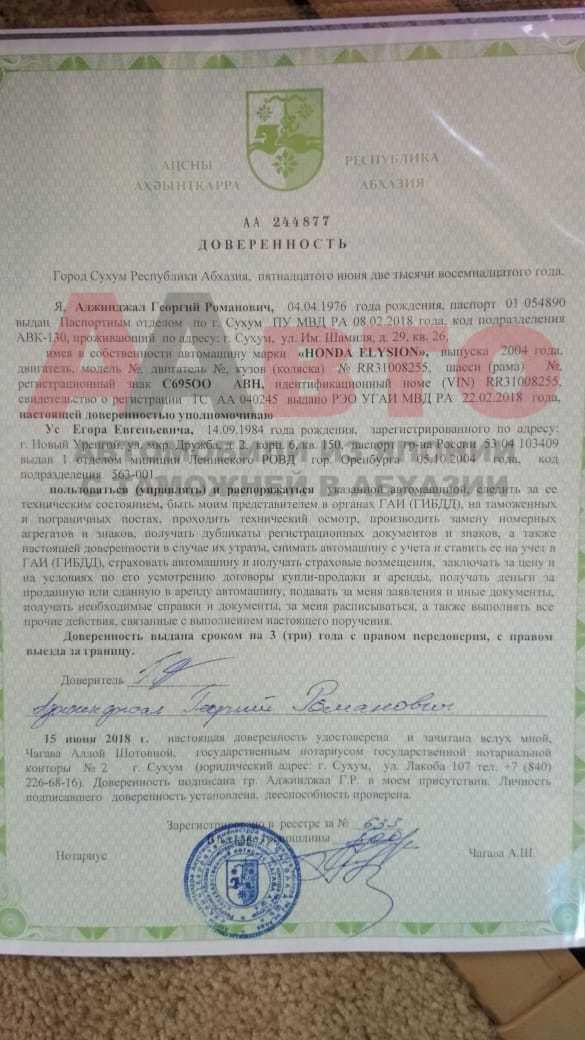 АԤСНЫ
АҲӘЫНҬҚАРРА
РЕСПУБЛИКА
АБХАЗИЯ
АА 244877
ДОВЕРЕННОСТЬ
Город Сухум Республики Абхазия, пятнадцатого июня две тысячи восемнадцатого года.
Я, Аджинджал Георгий Романович, 04.04.1976 года рождения, паспорт 01 054890
выдан Паспортным отделом по г. Сухум ПУ МВД РА 08.02.2018 года, код подразделения
АВК-130, проживающий по адресу: г. Сухум, ул. Им. Шамиля, д. 29, кв. 26,
имея в собственности автомашину марки «HONDA ELYSION», выпуска 2004 года,
двигатель, модель №, двигатель №, кузов (коляска) № RR31008255, шасси (рама) №,
регистрационный знак С695ОО АВН, идентификационный номе (VIN) RR31008255,
свидетельство о регистрации ТС АА 040245 выдано РЭО УГАИ МВД РА 22.02.2018 года,
настоящей доверенностью уполномочиваю
Ус Егора Евгеньевича, 14.09.1984 года рождения, зарегистрированного по адресу:
г. Новый Уренгой, ул. мкр. Дружба, д. 2, корп. 6, кв. 150, паспорт гр-на России 53 04 103409
выдан 1 отделом милиции Ленинского РОВД гор. Оренбурга 05.10.2004 года, код
подразделения 563-001,
пользоваться (управлять) и распоряжаться указанной автомашиной, следить за ее
техническим состоянием, быть моим представителем в органах ГАИ (ГИБДД), на таможенных
и пограничных постах, проходить технический осмотр, производить замену номерных
агрегатов и знаков, получать дубликаты регистрационных документов и знаков, а также
настоящей доверенности в случае их утраты, снимать автомашину с учета и ставить ее на учет в
ГАИ (ГИБДД), страховать автомашину и получать страховые возмещения, заключать за цену и
на условиях по его усмотрению договоры купли-продажи и аренды, получать деньги за
проданную или сданную в аренду автомашину, подавать за меня заявления и иные документы,
получать необходимые справки и документы, за меня расписываться, а также выполнять все
прочие действия, связанные с выполнением настоящего поручения.
Доверенность выдана сроком на 3 (три) года с правом передоверия, с правом
выезда за границу.
Доверитель
Аджинджал Георгий Романович
15 июня 2018 г. настоящая доверенность удостоверена и зачитана вслух мной,
Чагава Аллой Шотовной, государственным нотариусом государственной нотариальной
конторы № 2 г. Сухум (юридический адрес: г. Сухум, ул. Лакоба 107 тел. +7 (840)
226-68-16). Доверенность подписана гр. Аджинджал Г.Р. в моем присутствии. Личность
подписавшего доверенность установлена, дееспособность проверена.
Зарегистрировано в реестре за № 633
пошлины
Нотариус Чагава А.Ш.
ААвто
АВТОМОБИЛИ ИЗ ЯПОНИИ
С ТАМОЖНЕЙ В АБХАЗИИ